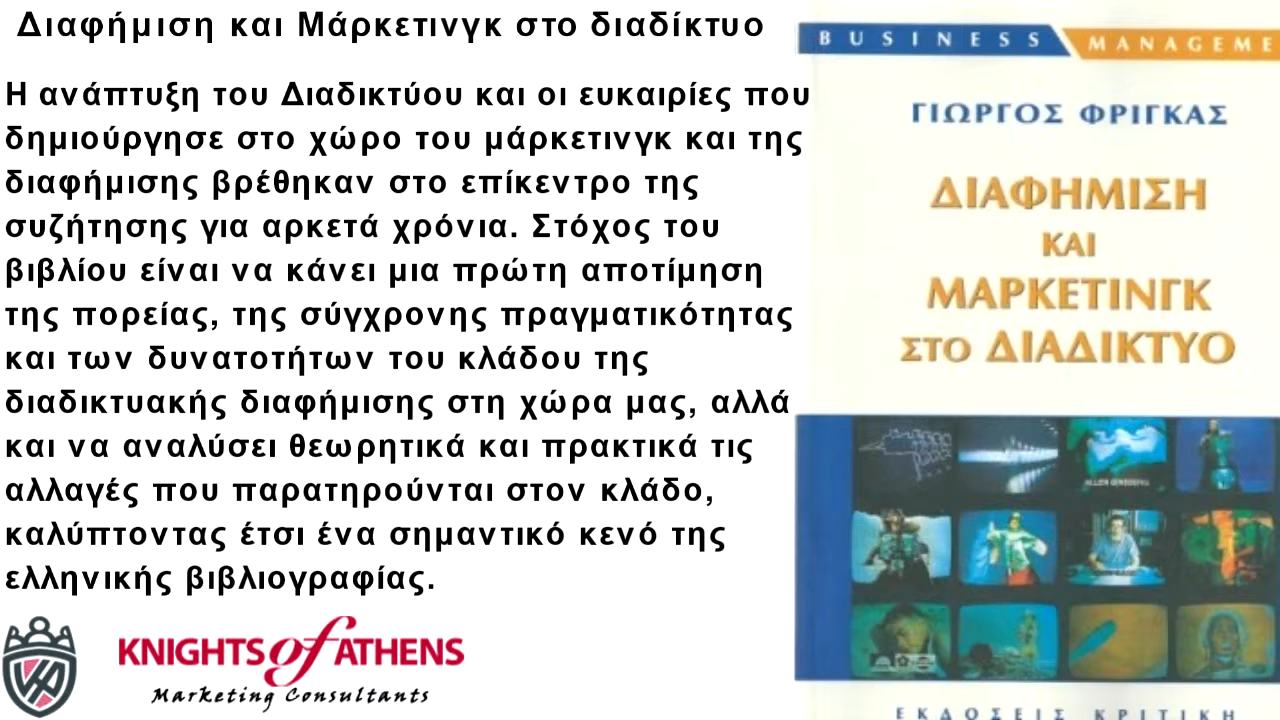 Διαφήμιση και Μάρκετινγκ στο διαδίκτυο
Η ανάπτυξη του Διαδικτύου και οι ευκαιρίες που
δημιούργησε στο χώρο του μάρκετινγκ και της
διαφήμισης βρέθηκαν στο επίκεντρο της
συζήτησης για αρκετά χρόνια. Στόχος του
βιβλίου είναι να κάνει μια πρώτη αποτίμηση
της πορείας, της σύγχρονης πραγματικότητας
και των δυνατοτήτων του κλάδου της
διαδικτυακής διαφήμισης στη χώρα μας, αλλά
και να αναλύσει θεωρητικά και πρακτικά τις
αλλαγές που παρατηρούνται στον κλάδο,
καλύπτοντας έτσι ένα σημαντικό κενό της
ελληνικής βιβλιογραφίας.
KNIGHTS of ATHENS
Marketing Consultants
BUSINESS MANAGEME
ΓΙΩΡΓΟΣ ΦΡΙΓΚΑΣ
ΔΙΑΦΗΜΙΣΗ
ΚΑΙ
ΜΑΡΚΕΤΙΝΓΚ
ΣΤΟ ΔΙΑΔΙΚΤΥΟ
ALLEN GINSBERG
ΕΚΔΟΣΕΙΣ ΚΡΙΤΙΚΗ